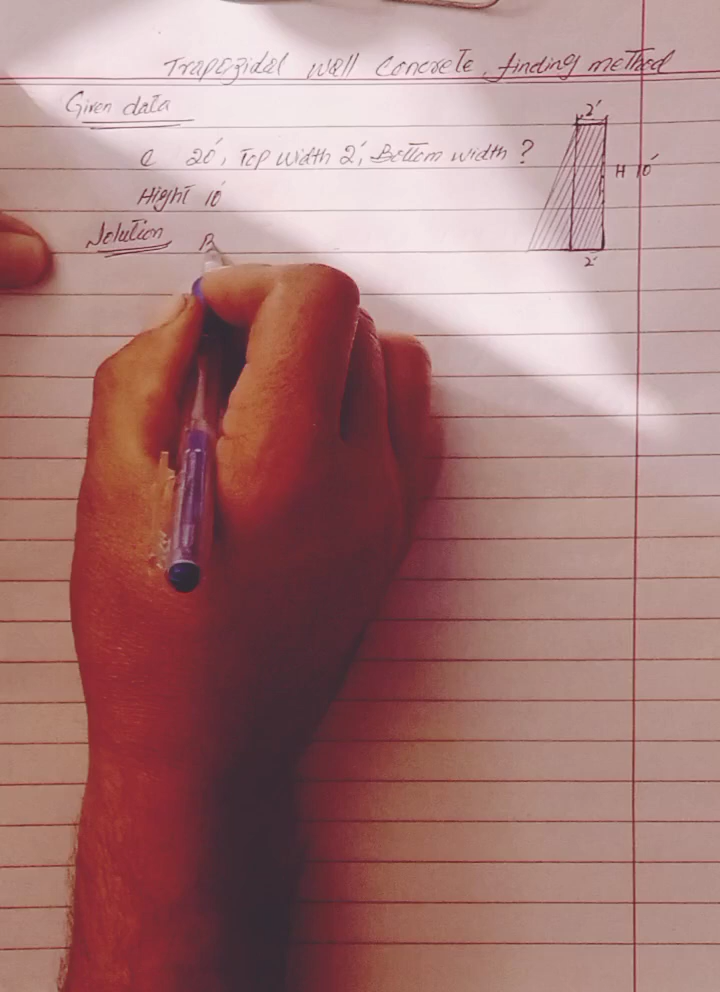 Trapezidal wall concrete, finding method
Given data
2'
l 20', Top width 2', Bottom width ?
H 10'
Hight 10'
Solution B
2'